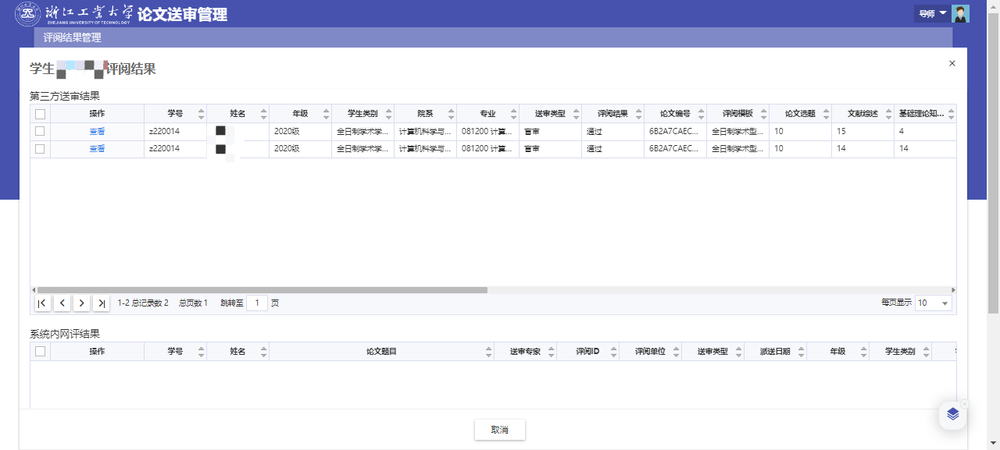 浙江工业大学 论文送审管理 导师
ZHEJIANG UNIVERSITY OF TECHNOLOGY
评阅结果管理
学生 评阅结果 ×
第三方送审结果
操作 学号 姓名 年级 学生类别 院系 专业 送审类型 评阅结果 论文编号 评阅模板 论文选题 文献综述 基础理论知...
查看 z220014 2020级 全日制学术学... 计算机科学与... 081200 计算... 盲审 通过 6B2A7CAEC... 全日制学术型... 10 15 4
查看 z220014 2020级 全日制学术学... 计算机科学与... 081200 计算... 盲审 通过 6B2A7CAEC... 全日制学术型... 10 14 14
1-2 总记录数 2 总页数 1 跳转至 1 页 每页显示 10
系统内网评结果
操作 学号 姓名 论文题目 送审专家 评阅ID 评阅单位 送审类型 派送日期 年级 学生类别
取消